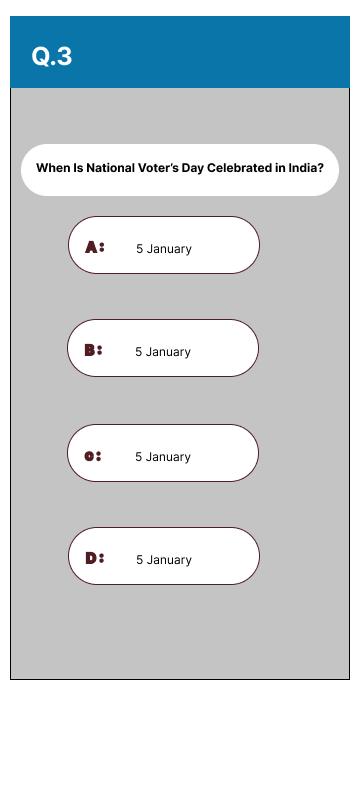 Q.3
When Is National Voter’s Day Celebrated in India?
A: 5 January
B: 5 January
o: 5 January
D: 5 January